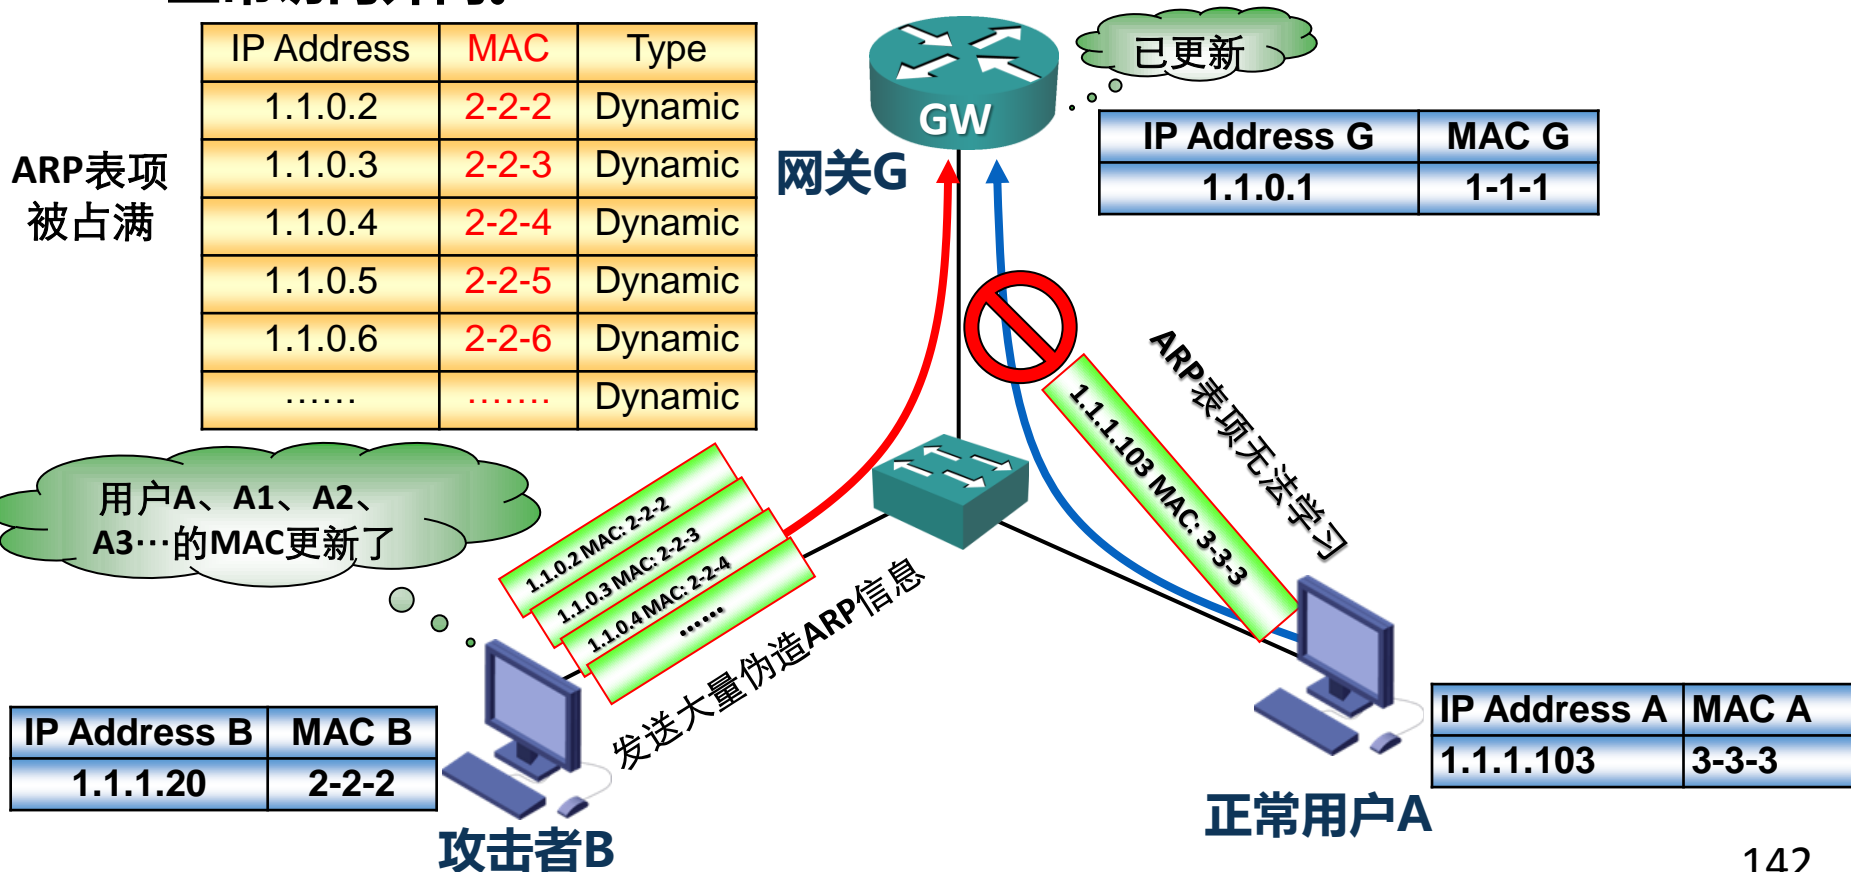 IP Address MAC Type
1.1.0.2 2-2-2 Dynamic
1.1.0.3 2-2-3 Dynamic
1.1.0.4 2-2-4 Dynamic
1.1.0.5 2-2-5 Dynamic
1.1.0.6 2-2-6 Dynamic
…… ……. Dynamic
ARP表项
被占满
GW
网关G
已更新
IP Address G MAC G
1.1.0.1 1-1-1
用户A、A1、A2、
A3…的MAC更新了
1.1.0.2 MAC: 2-2-2
1.1.0.3 MAC: 2-2-3
1.1.0.4 MAC: 2-2-4
……
发送大量伪造ARP信息
1.1.1.103 MAC: 3-3-3
ARP表项无法学习
IP Address B MAC B
1.1.1.20 2-2-2
攻击者B
IP Address A MAC A
1.1.1.103 3-3-3
正常用户A
142